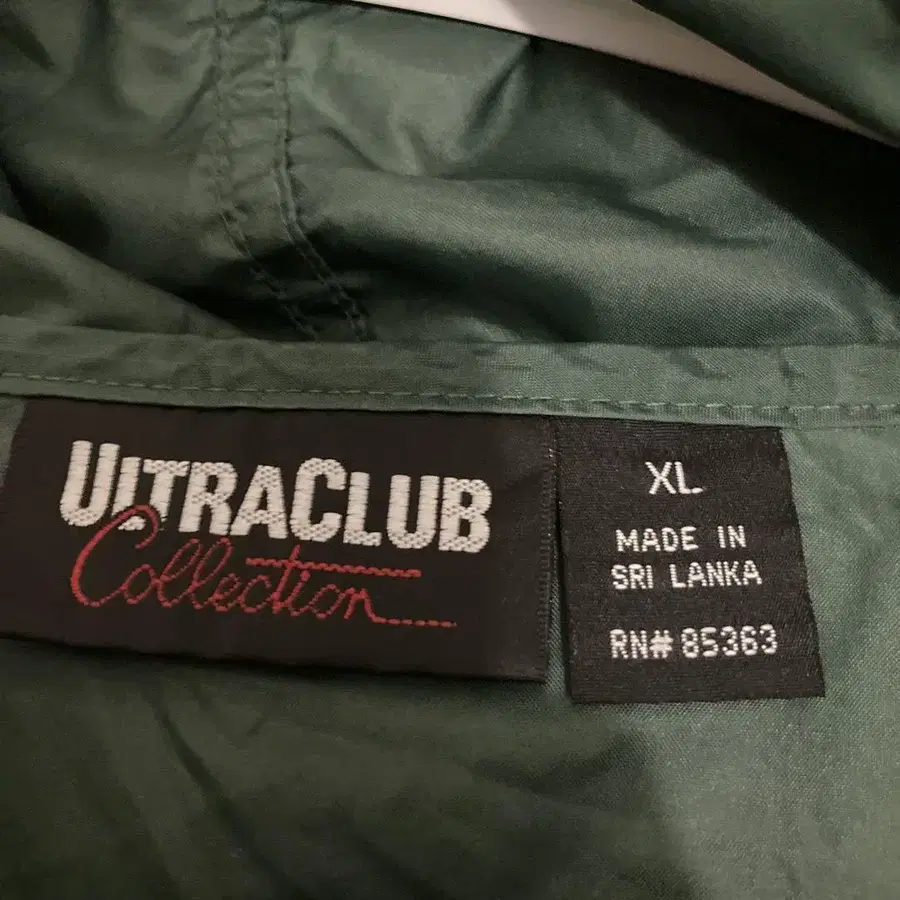 ULTRACLUB
Collection
XL
MADE IN
SRI LANKA
RN# 85363